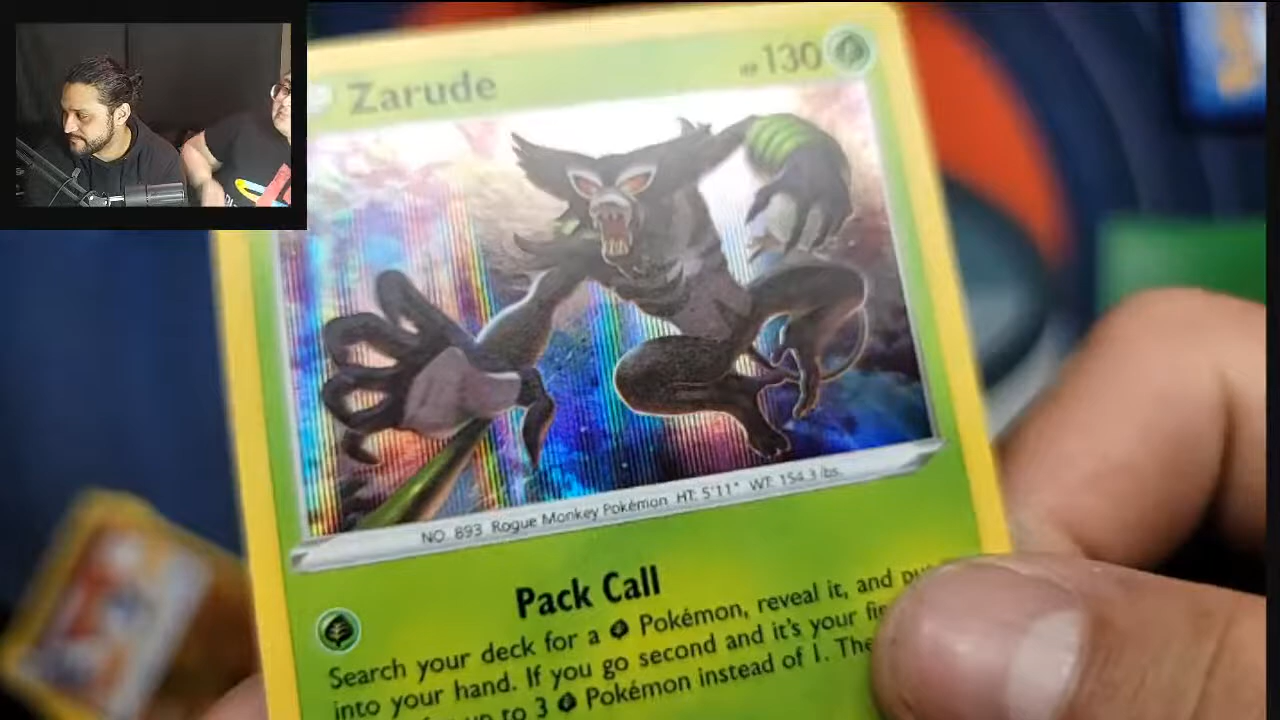 Zarude HP 130
NO. 893 Rogue Monkey Pokémon HT: 5'11" WT: 154.3 lbs.
Pack Call
Search your deck for a Pokémon, reveal it, and
into your hand. If you go second and it's your
up to 3 Pokémon instead of 1.